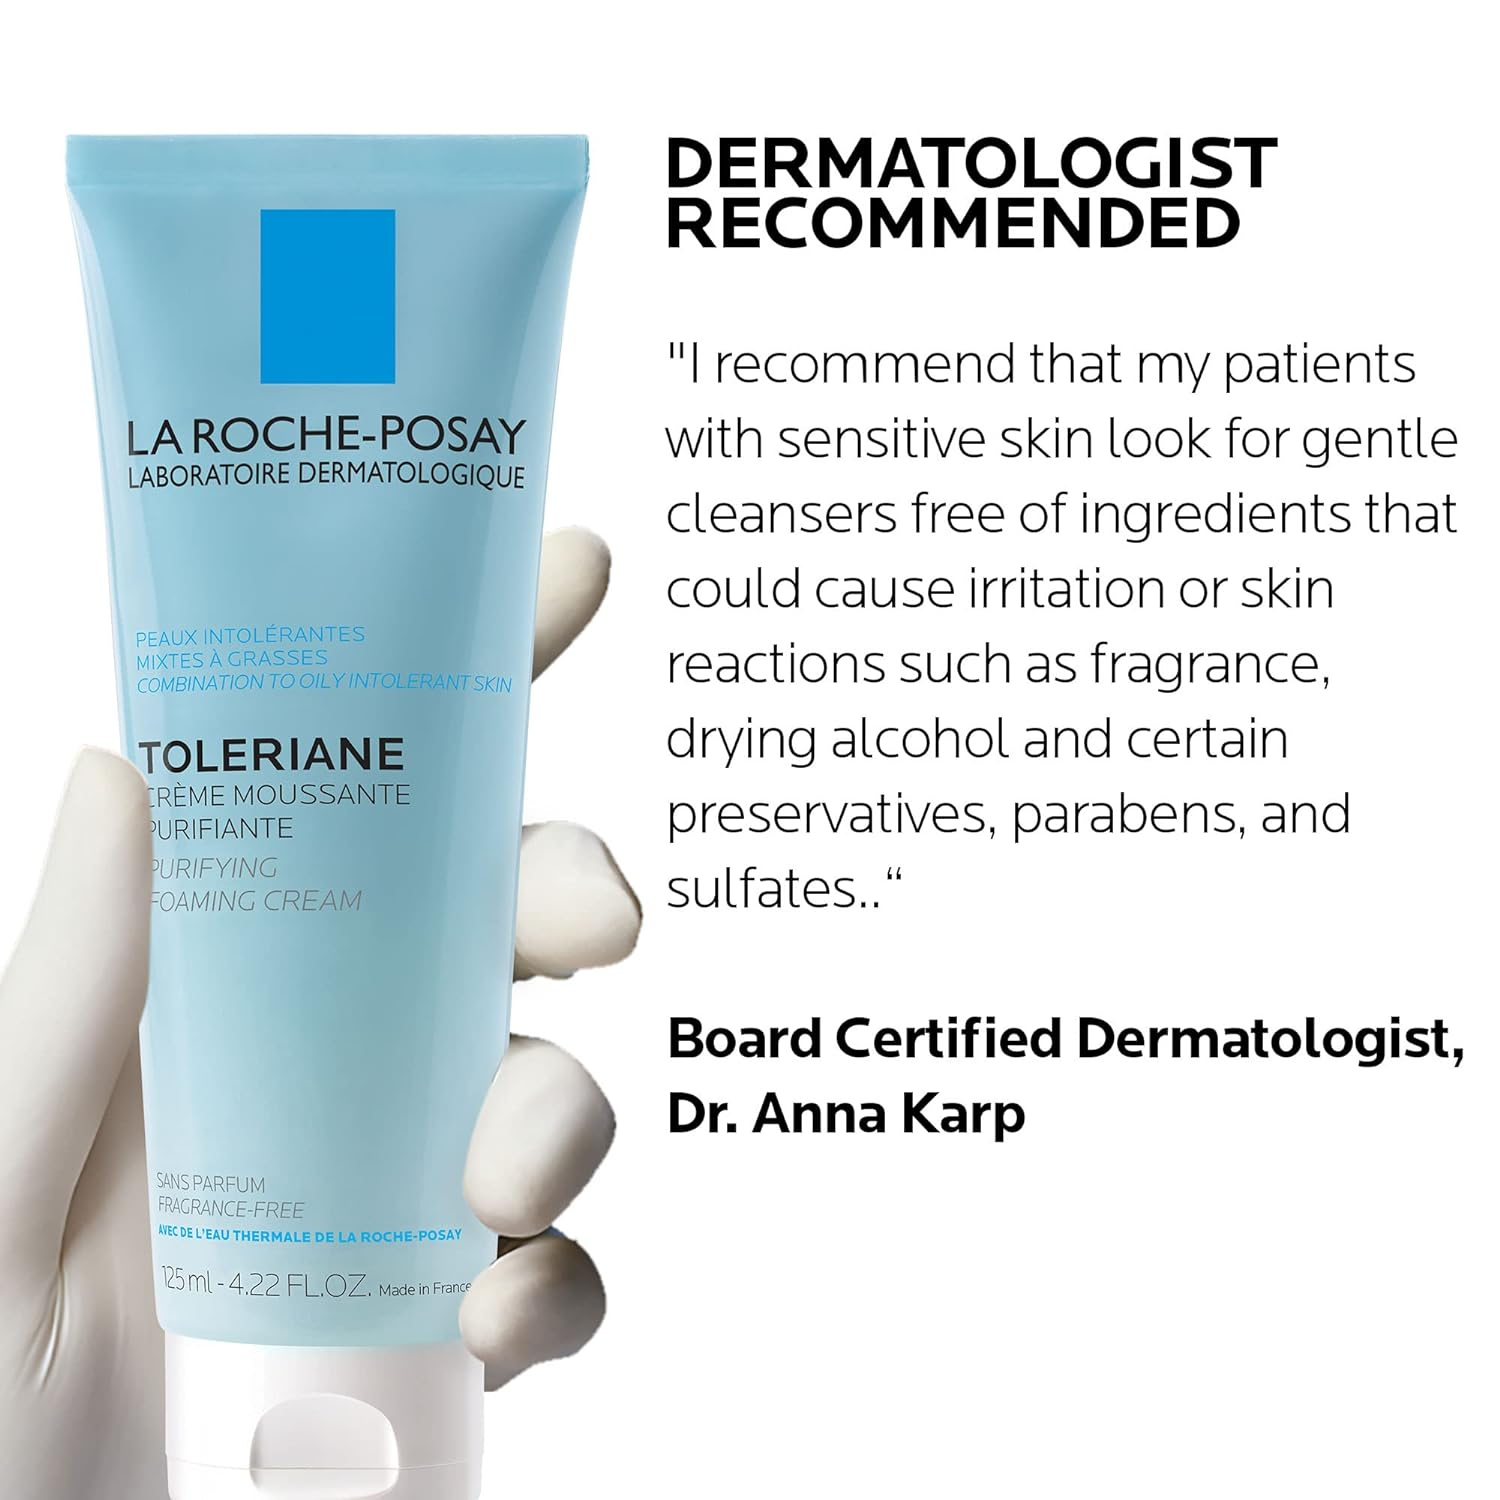 LA ROCHE-POSAY
LABORATOIRE DERMATOLOGIQUE
PEAUX INTOLÉRANTES
MIXTES À GRASSES
COMBINATION TO OILY INTOLERANT SKIN
TOLERIANE
CRÈME MOUSSANTE
PURIFIANTE
PURIFYING
FOAMING CREAM
SANS PARFUM
FRAGRANCE-FREE
AVEC DE L'EAU THERMALE DE LA ROCHE-POSAY
125 ml - 4.22 FL.OZ. Made in France
DERMATOLOGIST
RECOMMENDED
"I recommend that my patients
with sensitive skin look for gentle
cleansers free of ingredients that
could cause irritation or skin
reactions such as fragrance,
drying alcohol and certain
preservatives, parabens, and
sulfates..“
Board Certified Dermatologist,
Dr. Anna Karp